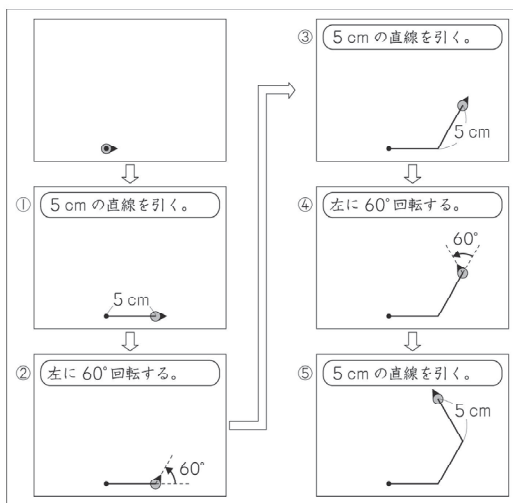 ① 5 cm の直線を引く。
5 cm
② 左に 60°回転する。
60°
③ 5 cm の直線を引く。
5 cm
④ 左に 60°回転する。
60°
⑤ 5 cm の直線を引く。
5 cm